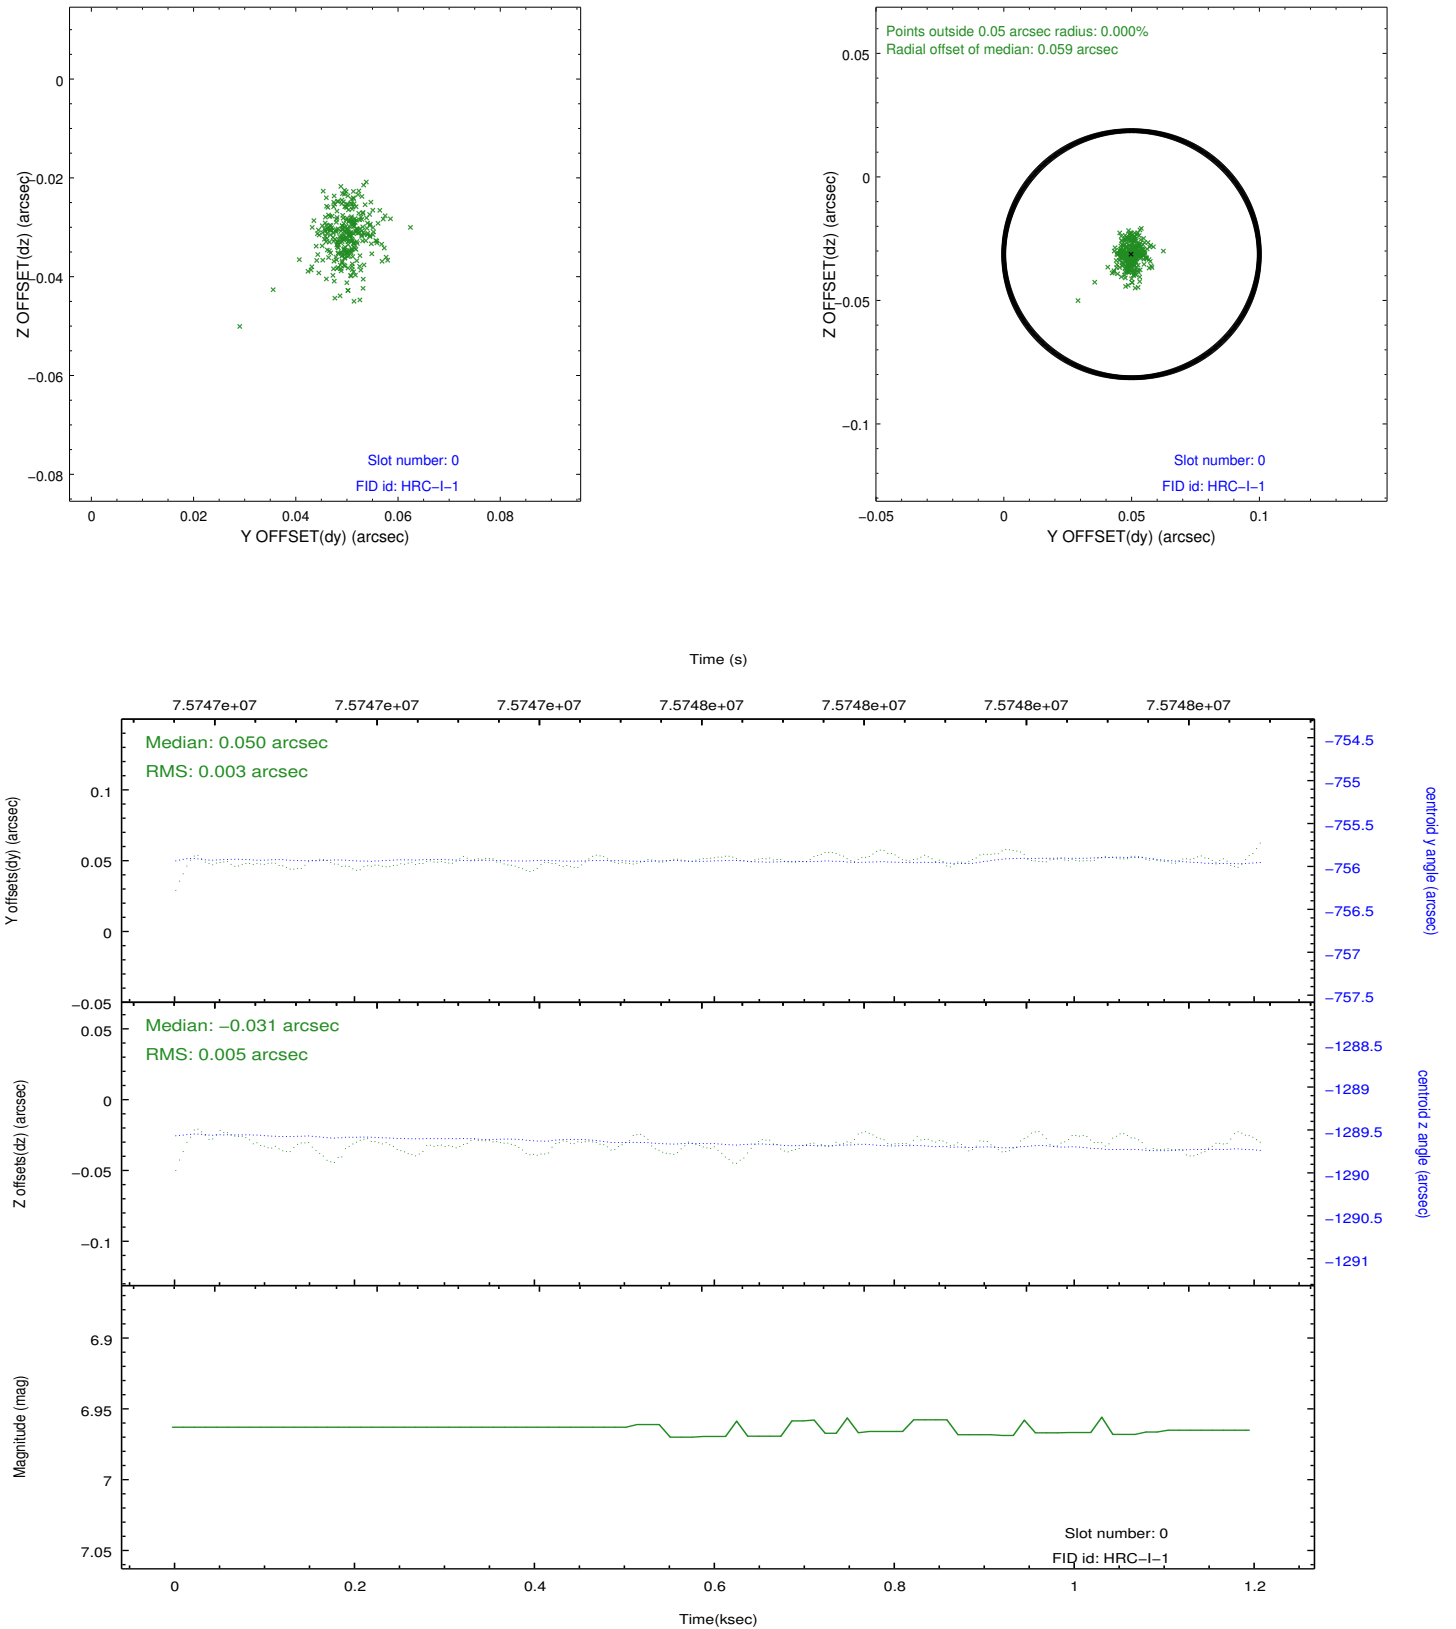 0
−0.02
−0.04
−0.06
−0.08
Z OFFSET(dz) (arcsec)
Slot number: 0
FID id: HRC−I−1
0 0.02 0.04 0.06 0.08
Y OFFSET(dy) (arcsec)
Points outside 0.05 arcsec radius: 0.000%
Radial offset of median: 0.059 arcsec
0.05
0
−0.05
−0.1
Z OFFSET(dz) (arcsec)
Slot number: 0
FID id: HRC−I−1
−0.05 0 0.05 0.1
Y OFFSET(dy) (arcsec)
Time (s)
7.5747e+07 7.5747e+07 7.5747e+07 7.5748e+07 7.5748e+07 7.5748e+07 7.5748e+07
Median: 0.050 arcsec
RMS: 0.003 arcsec
0.1
0.05
0
−0.05
Y offsets(dy) (arcsec)
−754.5
−755
−755.5
−756
−756.5
−757
−757.5
centroid y angle (arcsec)
Median: −0.031 arcsec
RMS: 0.005 arcsec
0.05
0
−0.05
−0.1
Z offsets(dz) (arcsec)
−1288.5
−1289
−1289.5
−1290
−1290.5
−1291
centroid z angle (arcsec)
6.9
6.95
7
7.05
Magnitude (mag)
Slot number: 0
FID id: HRC−I−1
0 0.2 0.4 0.6 0.8 1 1.2
Time(ksec)